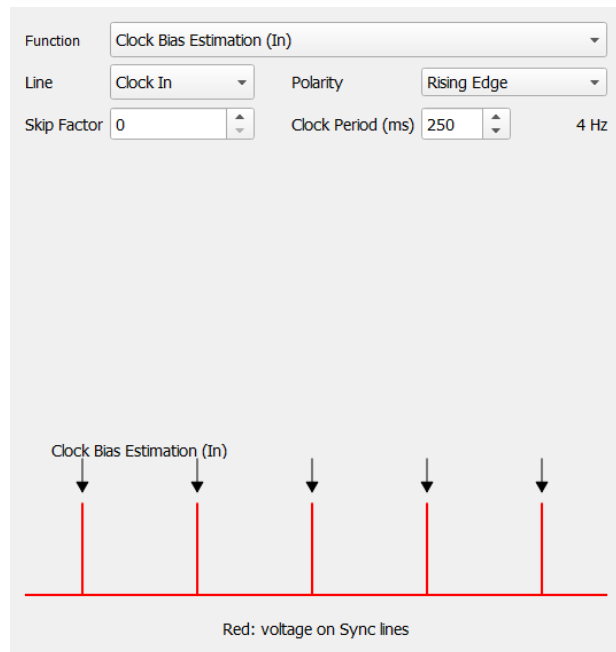 Function Clock Bias Estimation (In)
Line Clock In Polarity Rising Edge
Skip Factor 0 Clock Period (ms) 250 4 Hz
Clock Bias Estimation (In)
Red: voltage on Sync lines